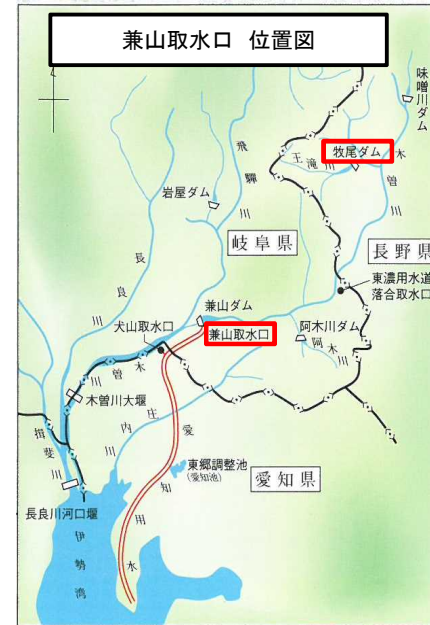 兼山取水口 位置図
味噌川ダム
牧尾ダム
王滝川
木曽川
飛騨川
岩屋ダム
岐阜県
長野県
長良川
東濃用水道
落合取水口
兼山ダム
犬山取水口
兼山取水口
阿木川ダム
阿木川
木曽川
木曽川大堰
揖斐川
庄内川
愛知用水
東郷調整池
(愛知池)
愛知県
長良川河口堰
伊勢湾